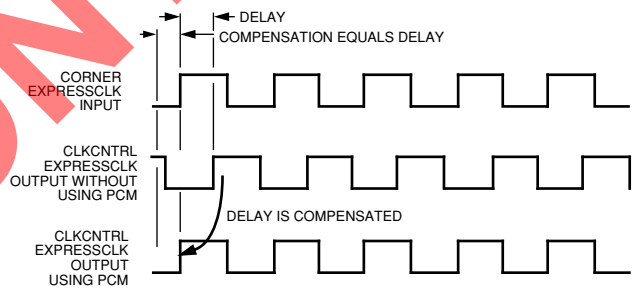 DELAY
COMPENSATION EQUALS DELAY
CORNER
EXPRESSCLK
INPUT
CLKCNTRL
EXPRESSCLK
OUTPUT WITHOUT
USING PCM
DELAY IS COMPENSATED
CLKCNTRL
EXPRESSCLK
OUTPUT
USING PCM